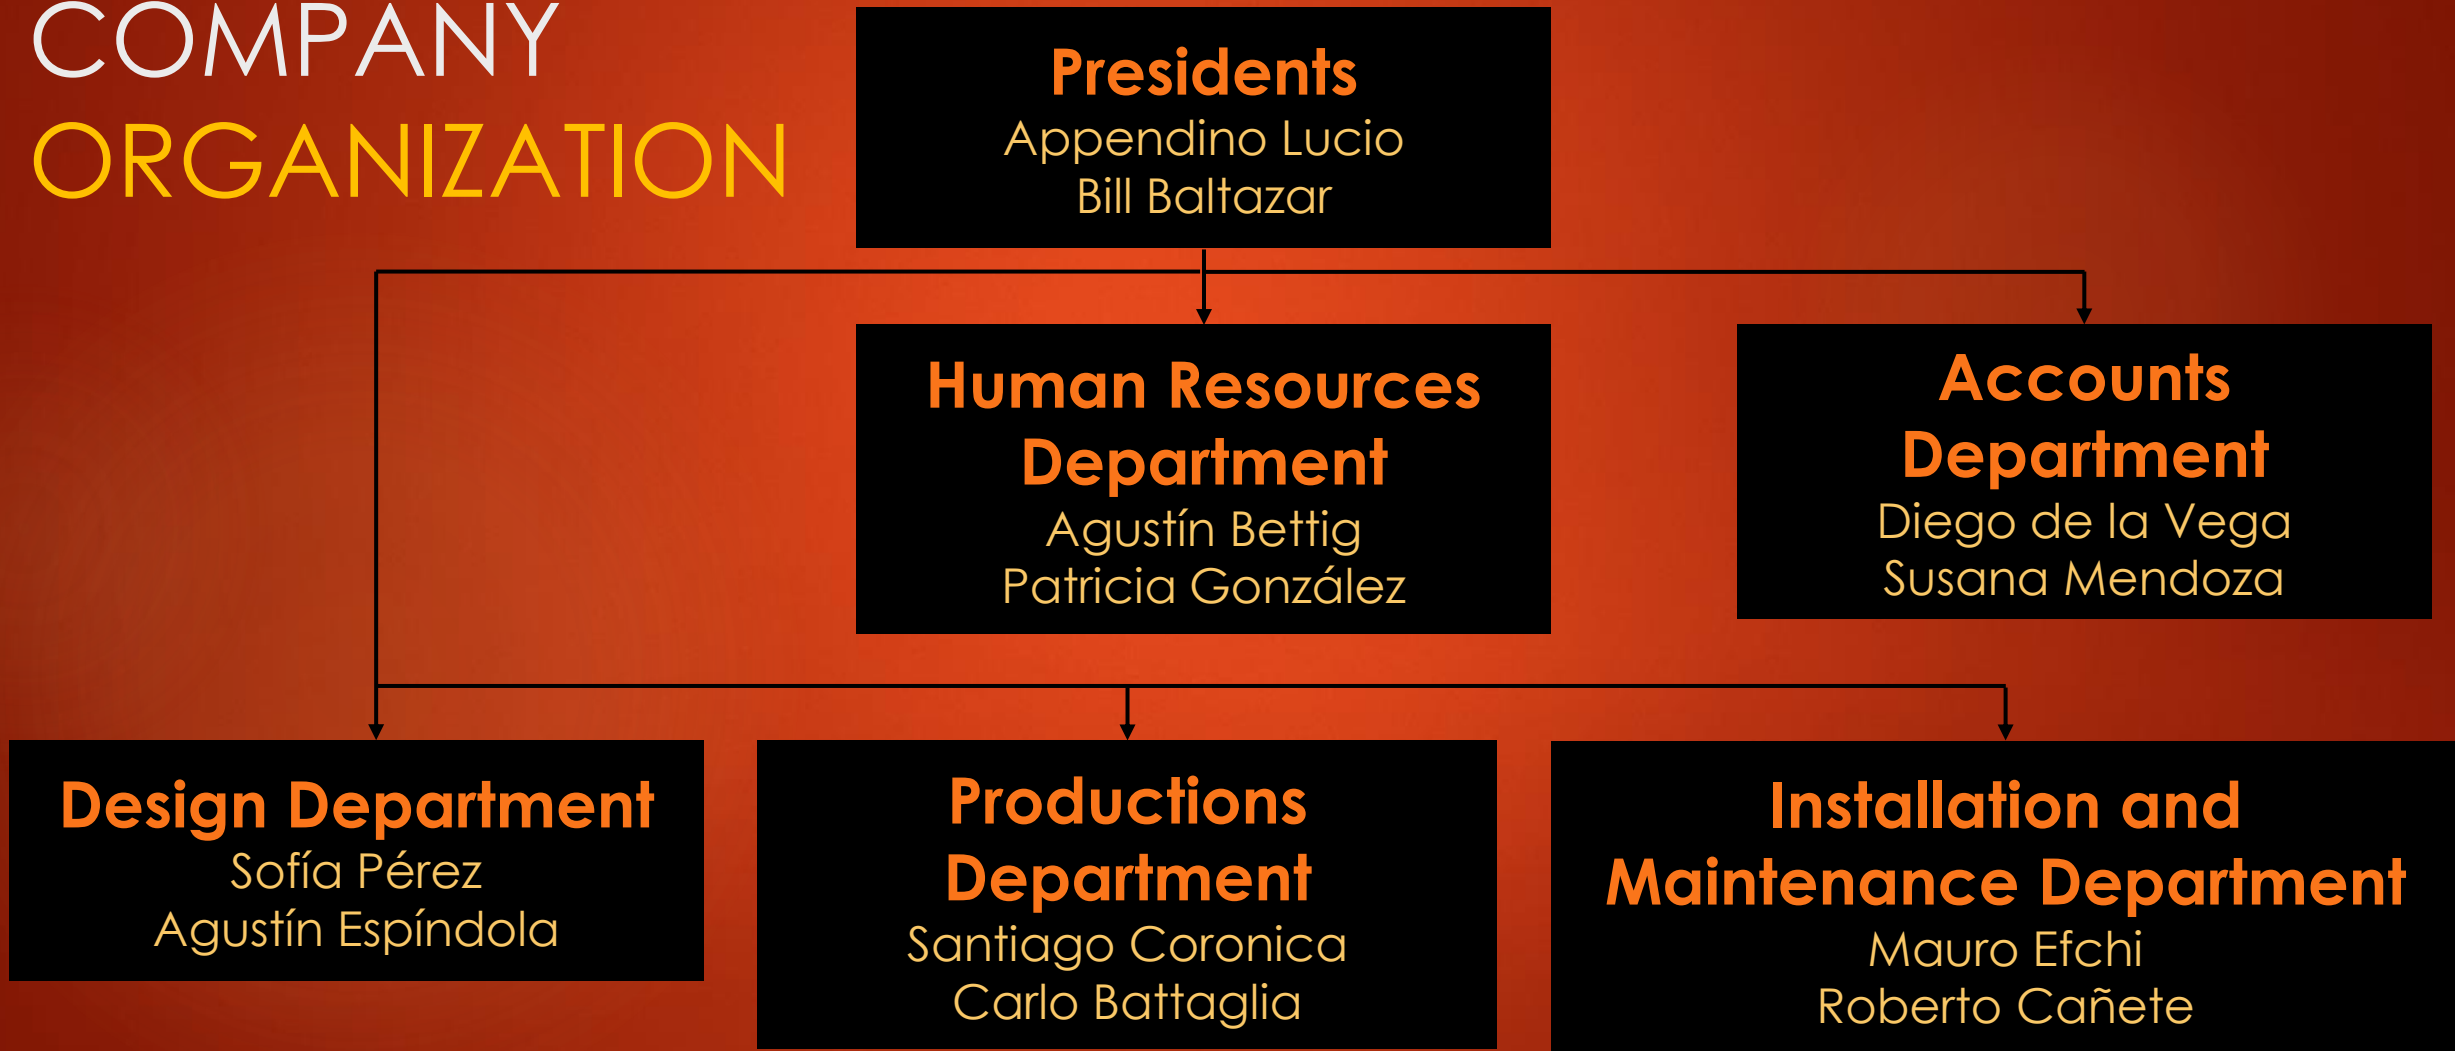 COMPANY
ORGANIZATION
Presidents
Appendino Lucio
Bill Baltazar
Human Resources
Department
Agustín Bettig
Patricia González
Accounts
Department
Diego de la Vega
Susana Mendoza
Design Department
Sofía Pérez
Agustín Espíndola
Productions
Department
Santiago Coronica
Carlo Battaglia
Installation and
Maintenance Department
Mauro Efchi
Roberto Cañete